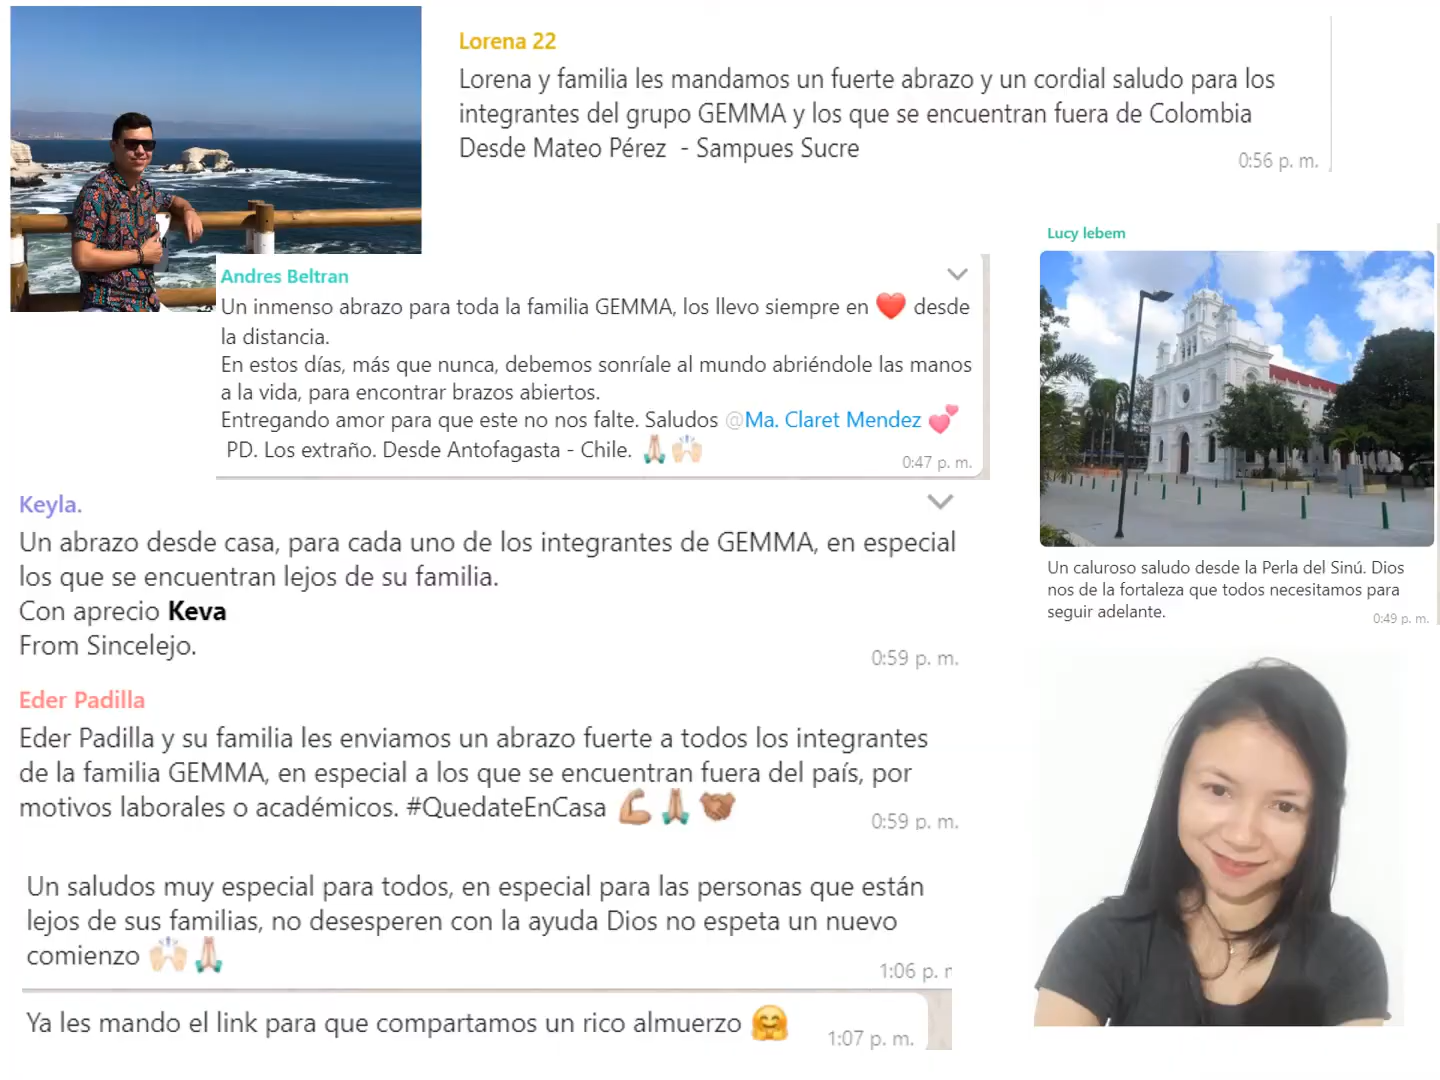 Lorena 22
Lorena y familia les mandamos un fuerte abrazo y un cordial saludo para los
integrantes del grupo GEMMA y los que se encuentran fuera de Colombia
Desde Mateo Pérez - Sampues Sucre
0:56 p. m.
Andres Beltran
Un inmenso abrazo para toda la familia GEMMA, los llevo siempre en ❤️ desde
la distancia.
En estos días, más que nunca, debemos sonríale al mundo abriéndole las manos
a la vida, para encontrar brazos abiertos.
Entregando amor para que este no nos falte. Saludos @Ma. Claret Mendez 💕
PD. Los extraño. Desde Antofagasta - Chile. 🙏🏻🙌🏻
0:47 p. m.
Lucy lebem
Un caluroso saludo desde la Perla del Sinú. Dios
nos de la fortaleza que todos necesitamos para
seguir adelante.
0:49 p. m.
Keyla.
Un abrazo desde casa, para cada uno de los integrantes de GEMMA, en especial
los que se encuentran lejos de su familia.
Con aprecio Keva
From Sincelejo.
0:59 p. m.
Eder Padilla
Eder Padilla y su familia les enviamos un abrazo fuerte a todos los integrantes
de la familia GEMMA, en especial a los que se encuentran fuera del país, por
motivos laborales o académicos. #QuedateEnCasa 💪🏽🙏🏽🤝🏽
0:59 p. m.
Un saludos muy especial para todos, en especial para las personas que están
lejos de sus familias, no desesperen con la ayuda Dios no espeta un nuevo
comienzo 🙌🏻🙏🏻
1:06 p. r
Ya les mando el link para que compartamos un rico almuerzo 🤗
1:07 p. m.